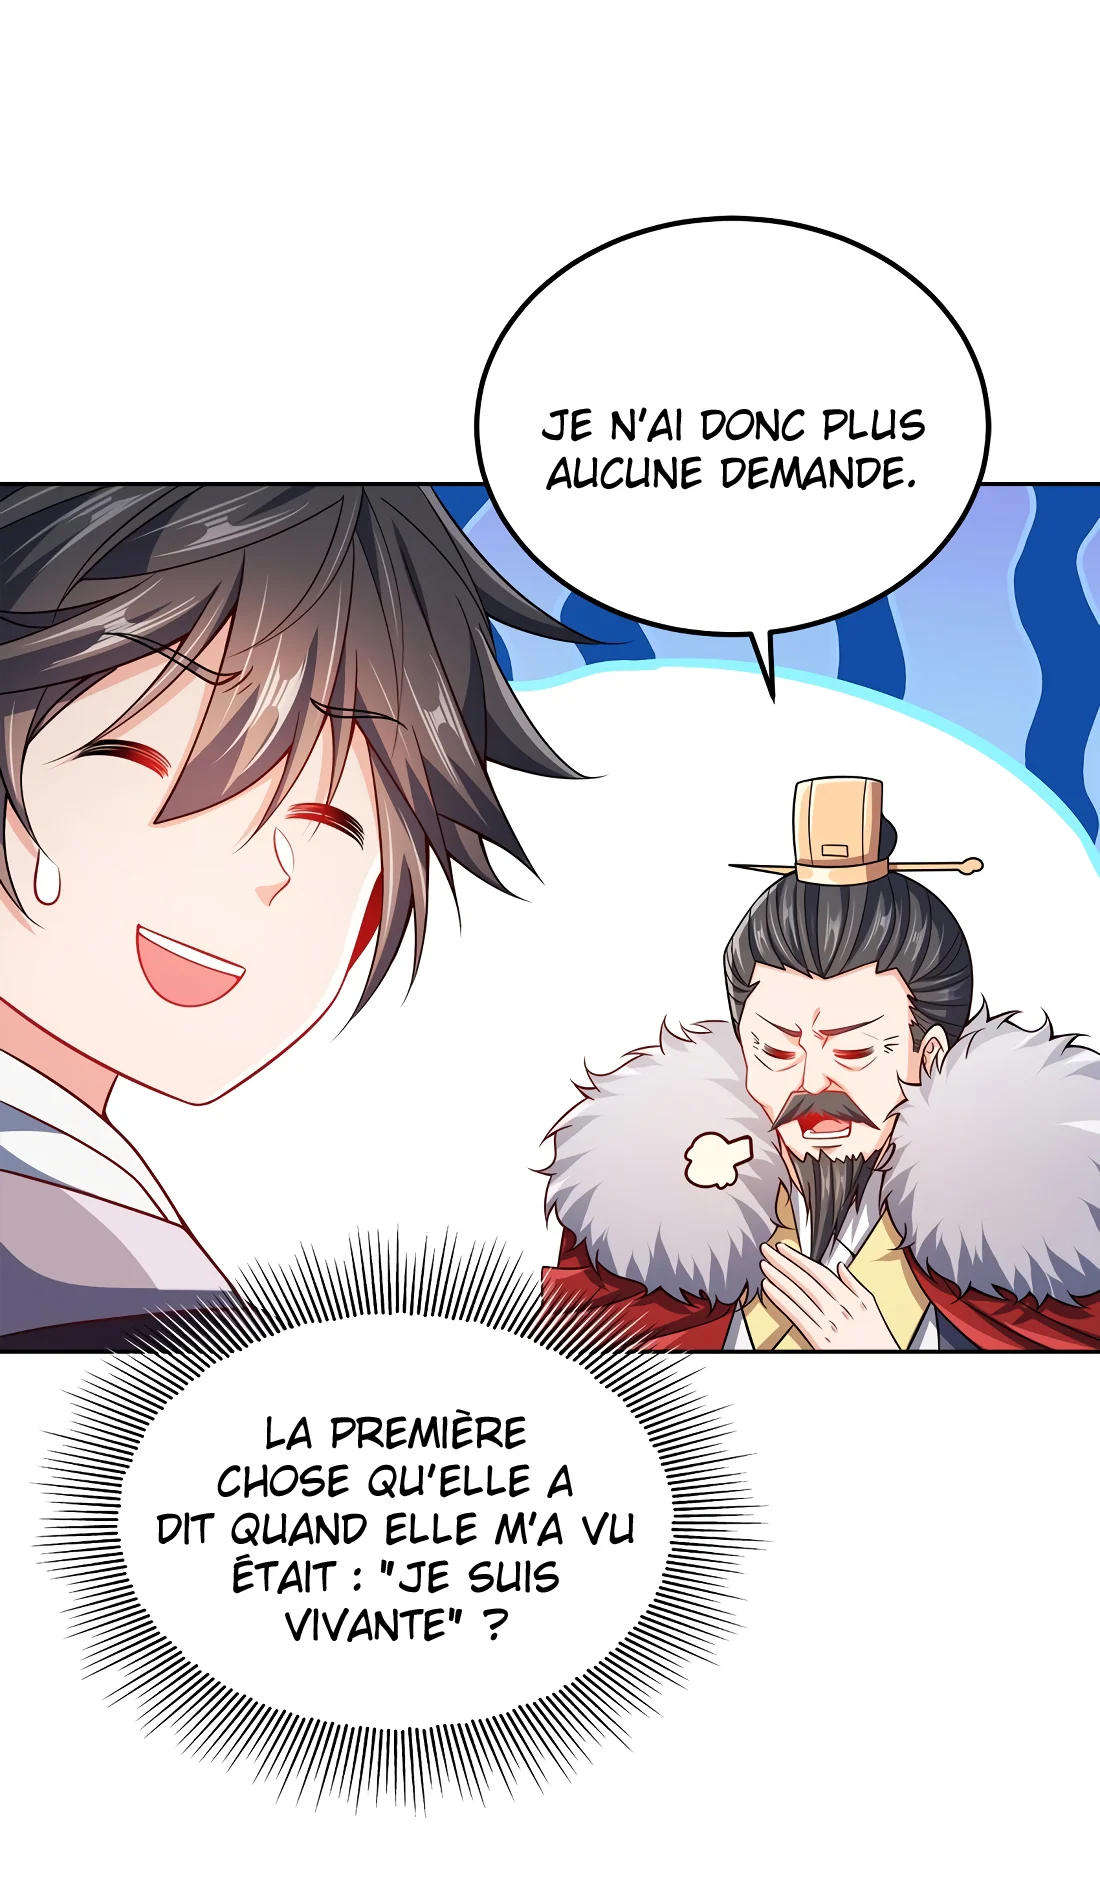 JE N'AI DONC PLUS
AUCUNE DEMANDE.
LA PREMIÈRE
CHOSE QU'ELLE A
DIT QUAND ELLE M'A VU
ÉTAIT : "JE SUIS
VIVANTE" ?